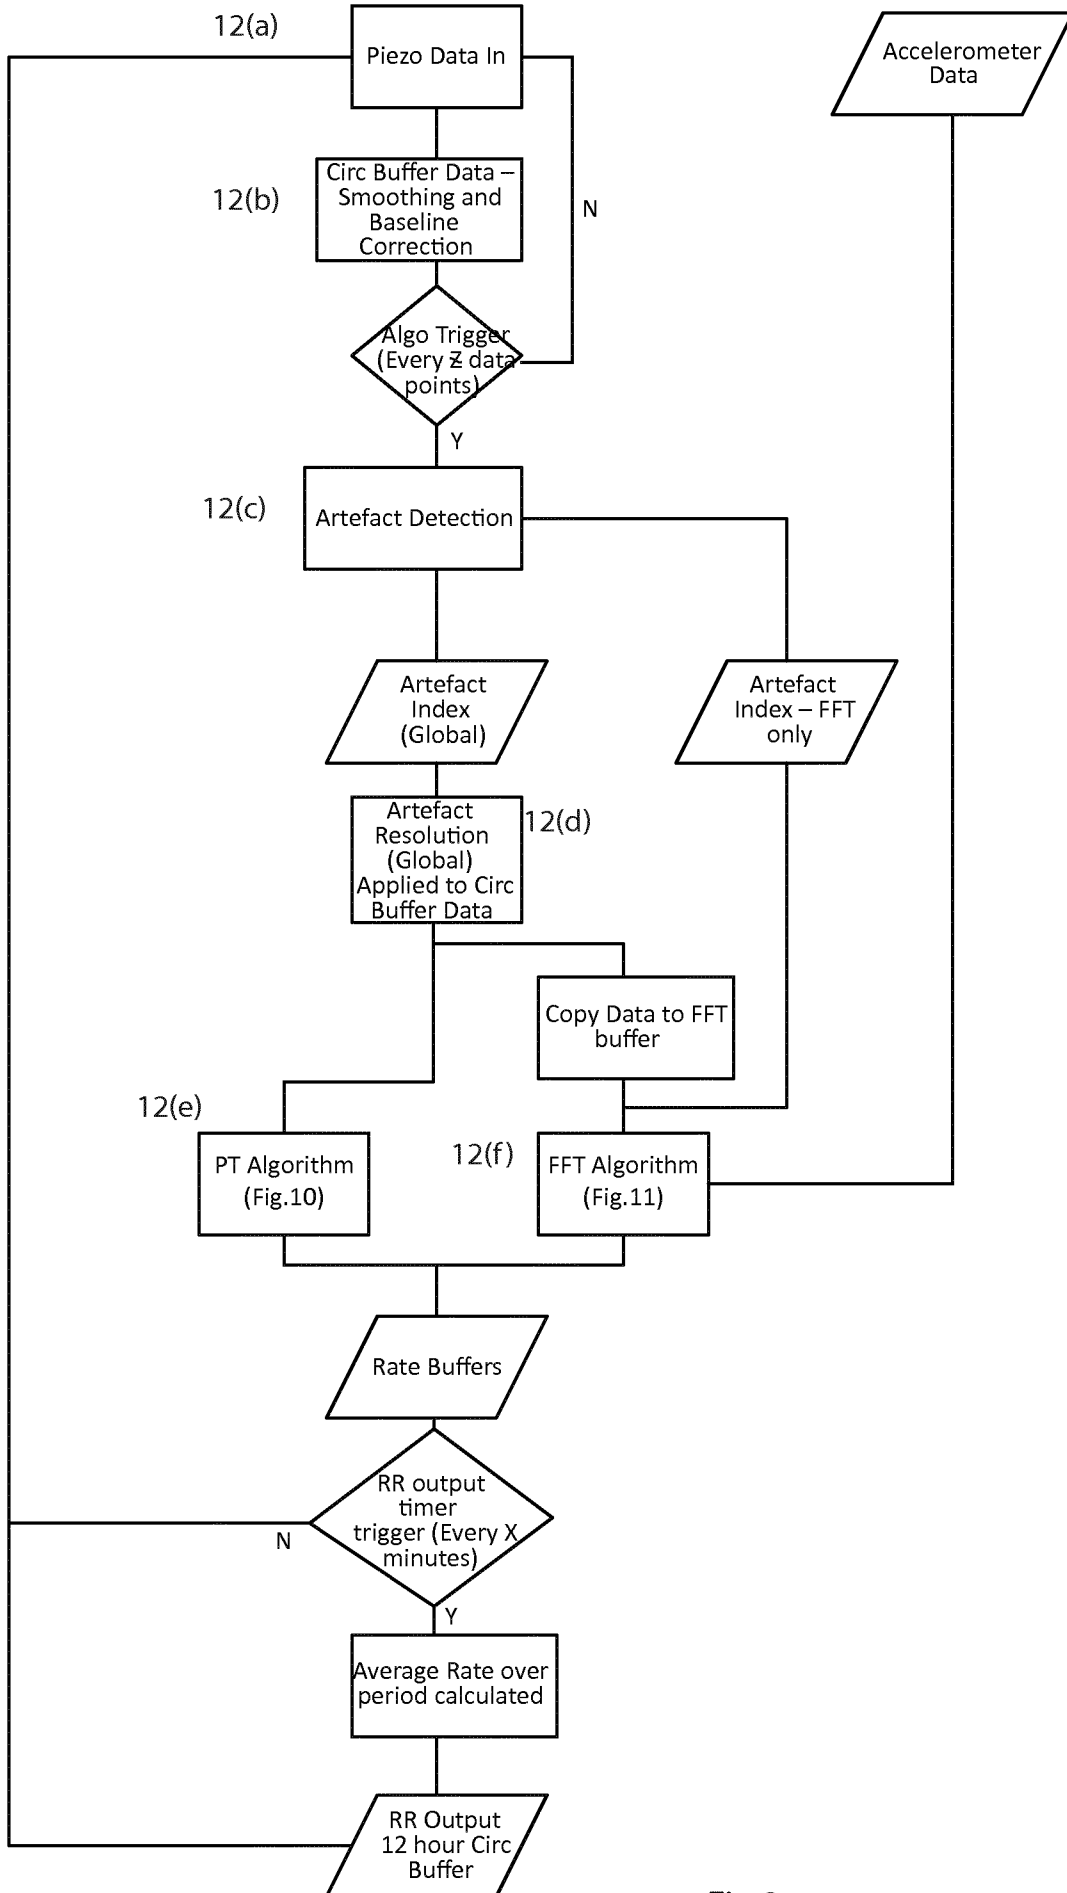 12(a)
Piezo Data In
Accelerometer
Data
12(b)
Circ Buffer Data –
Smoothing and
Baseline
Correction
N
Algo Trigger
(Every Z data
points)
Y
12(c)
Artefact Detection
Artefact
Index
(Global)
Artefact
Index – FFT
only
Artefact
Resolution
(Global)
Applied to Circ
Buffer Data
12(d)
Copy Data to FFT
buffer
12(e)
PT Algorithm
(Fig.10)
12(f)
FFT Algorithm
(Fig.11)
Rate Buffers
RR output
timer
trigger (Every X
minutes)
N
Y
Average Rate over
period calculated
RR Output
12 hour Circ
Buffer